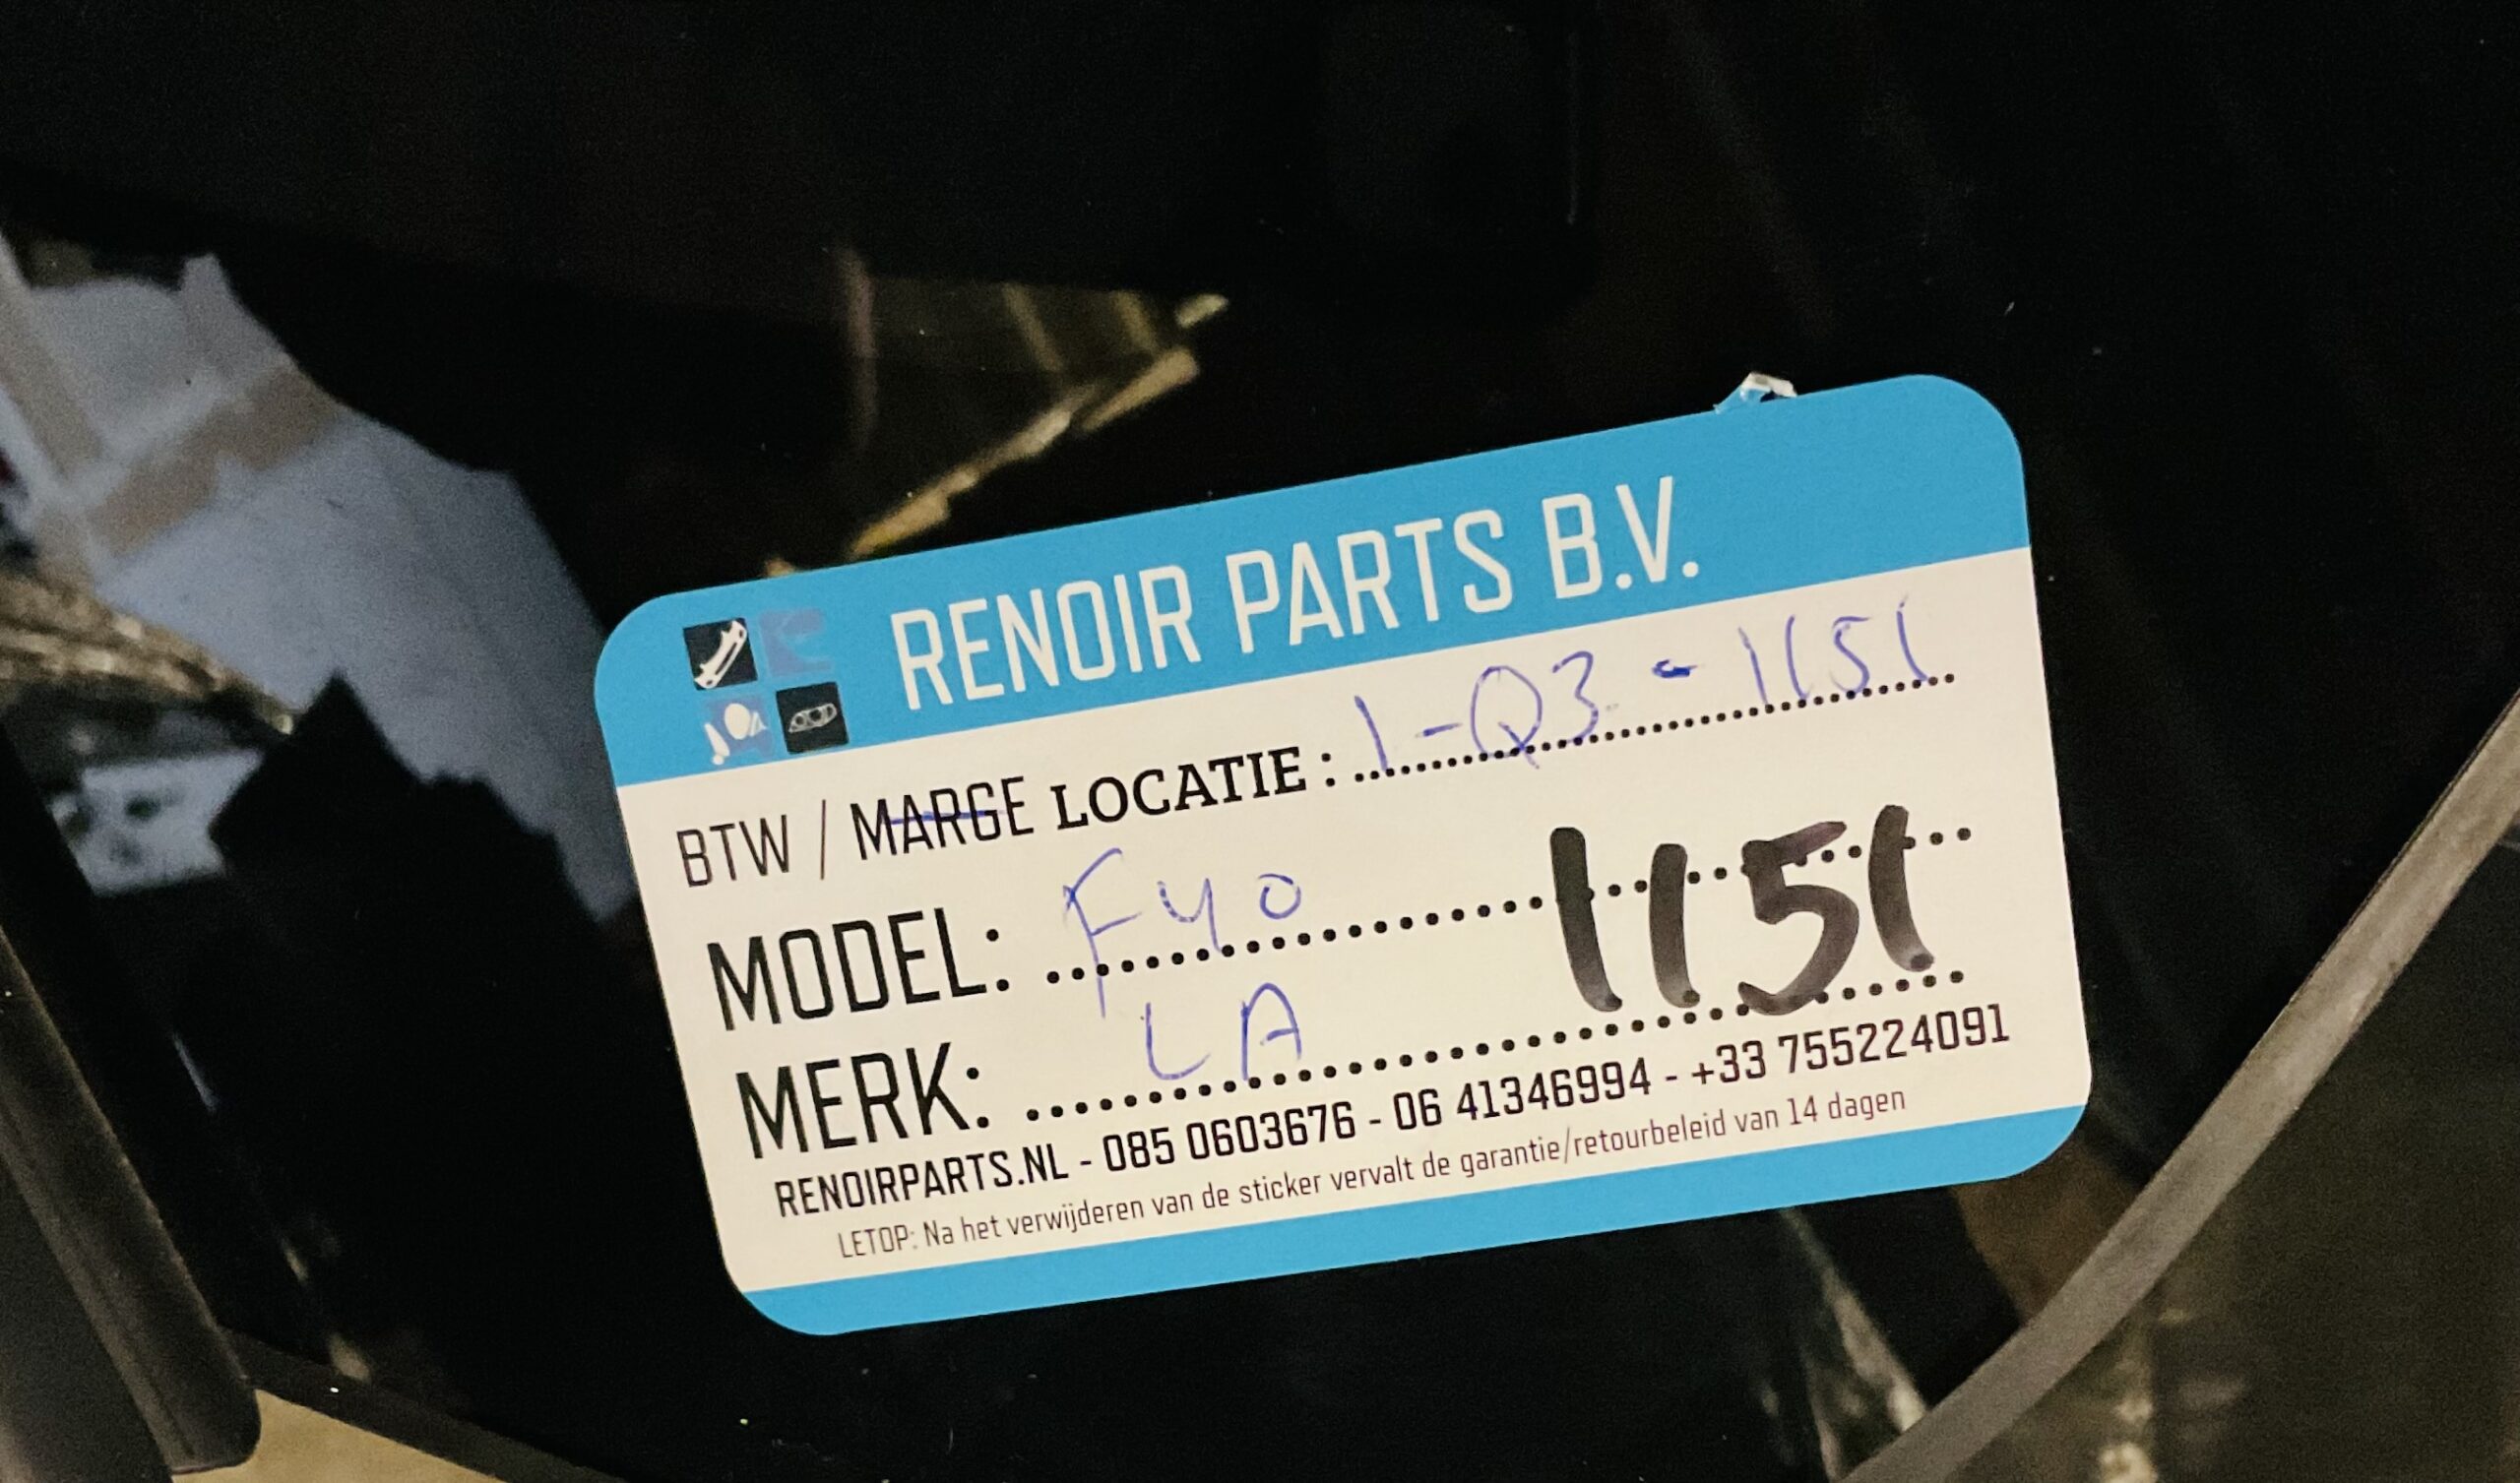 RENOIR PARTS B.V.
BTW / MARGE LOCATIE : 1-Q3 - 1151
MODEL: F40 1151
MERK: LA
RENOIRPARTS.NL - 085 0603676 - 06 41346994 - +33 755224091
LETOP: Na het verwijderen van de sticker vervalt de garantie/retourbeleid van 14 dagen